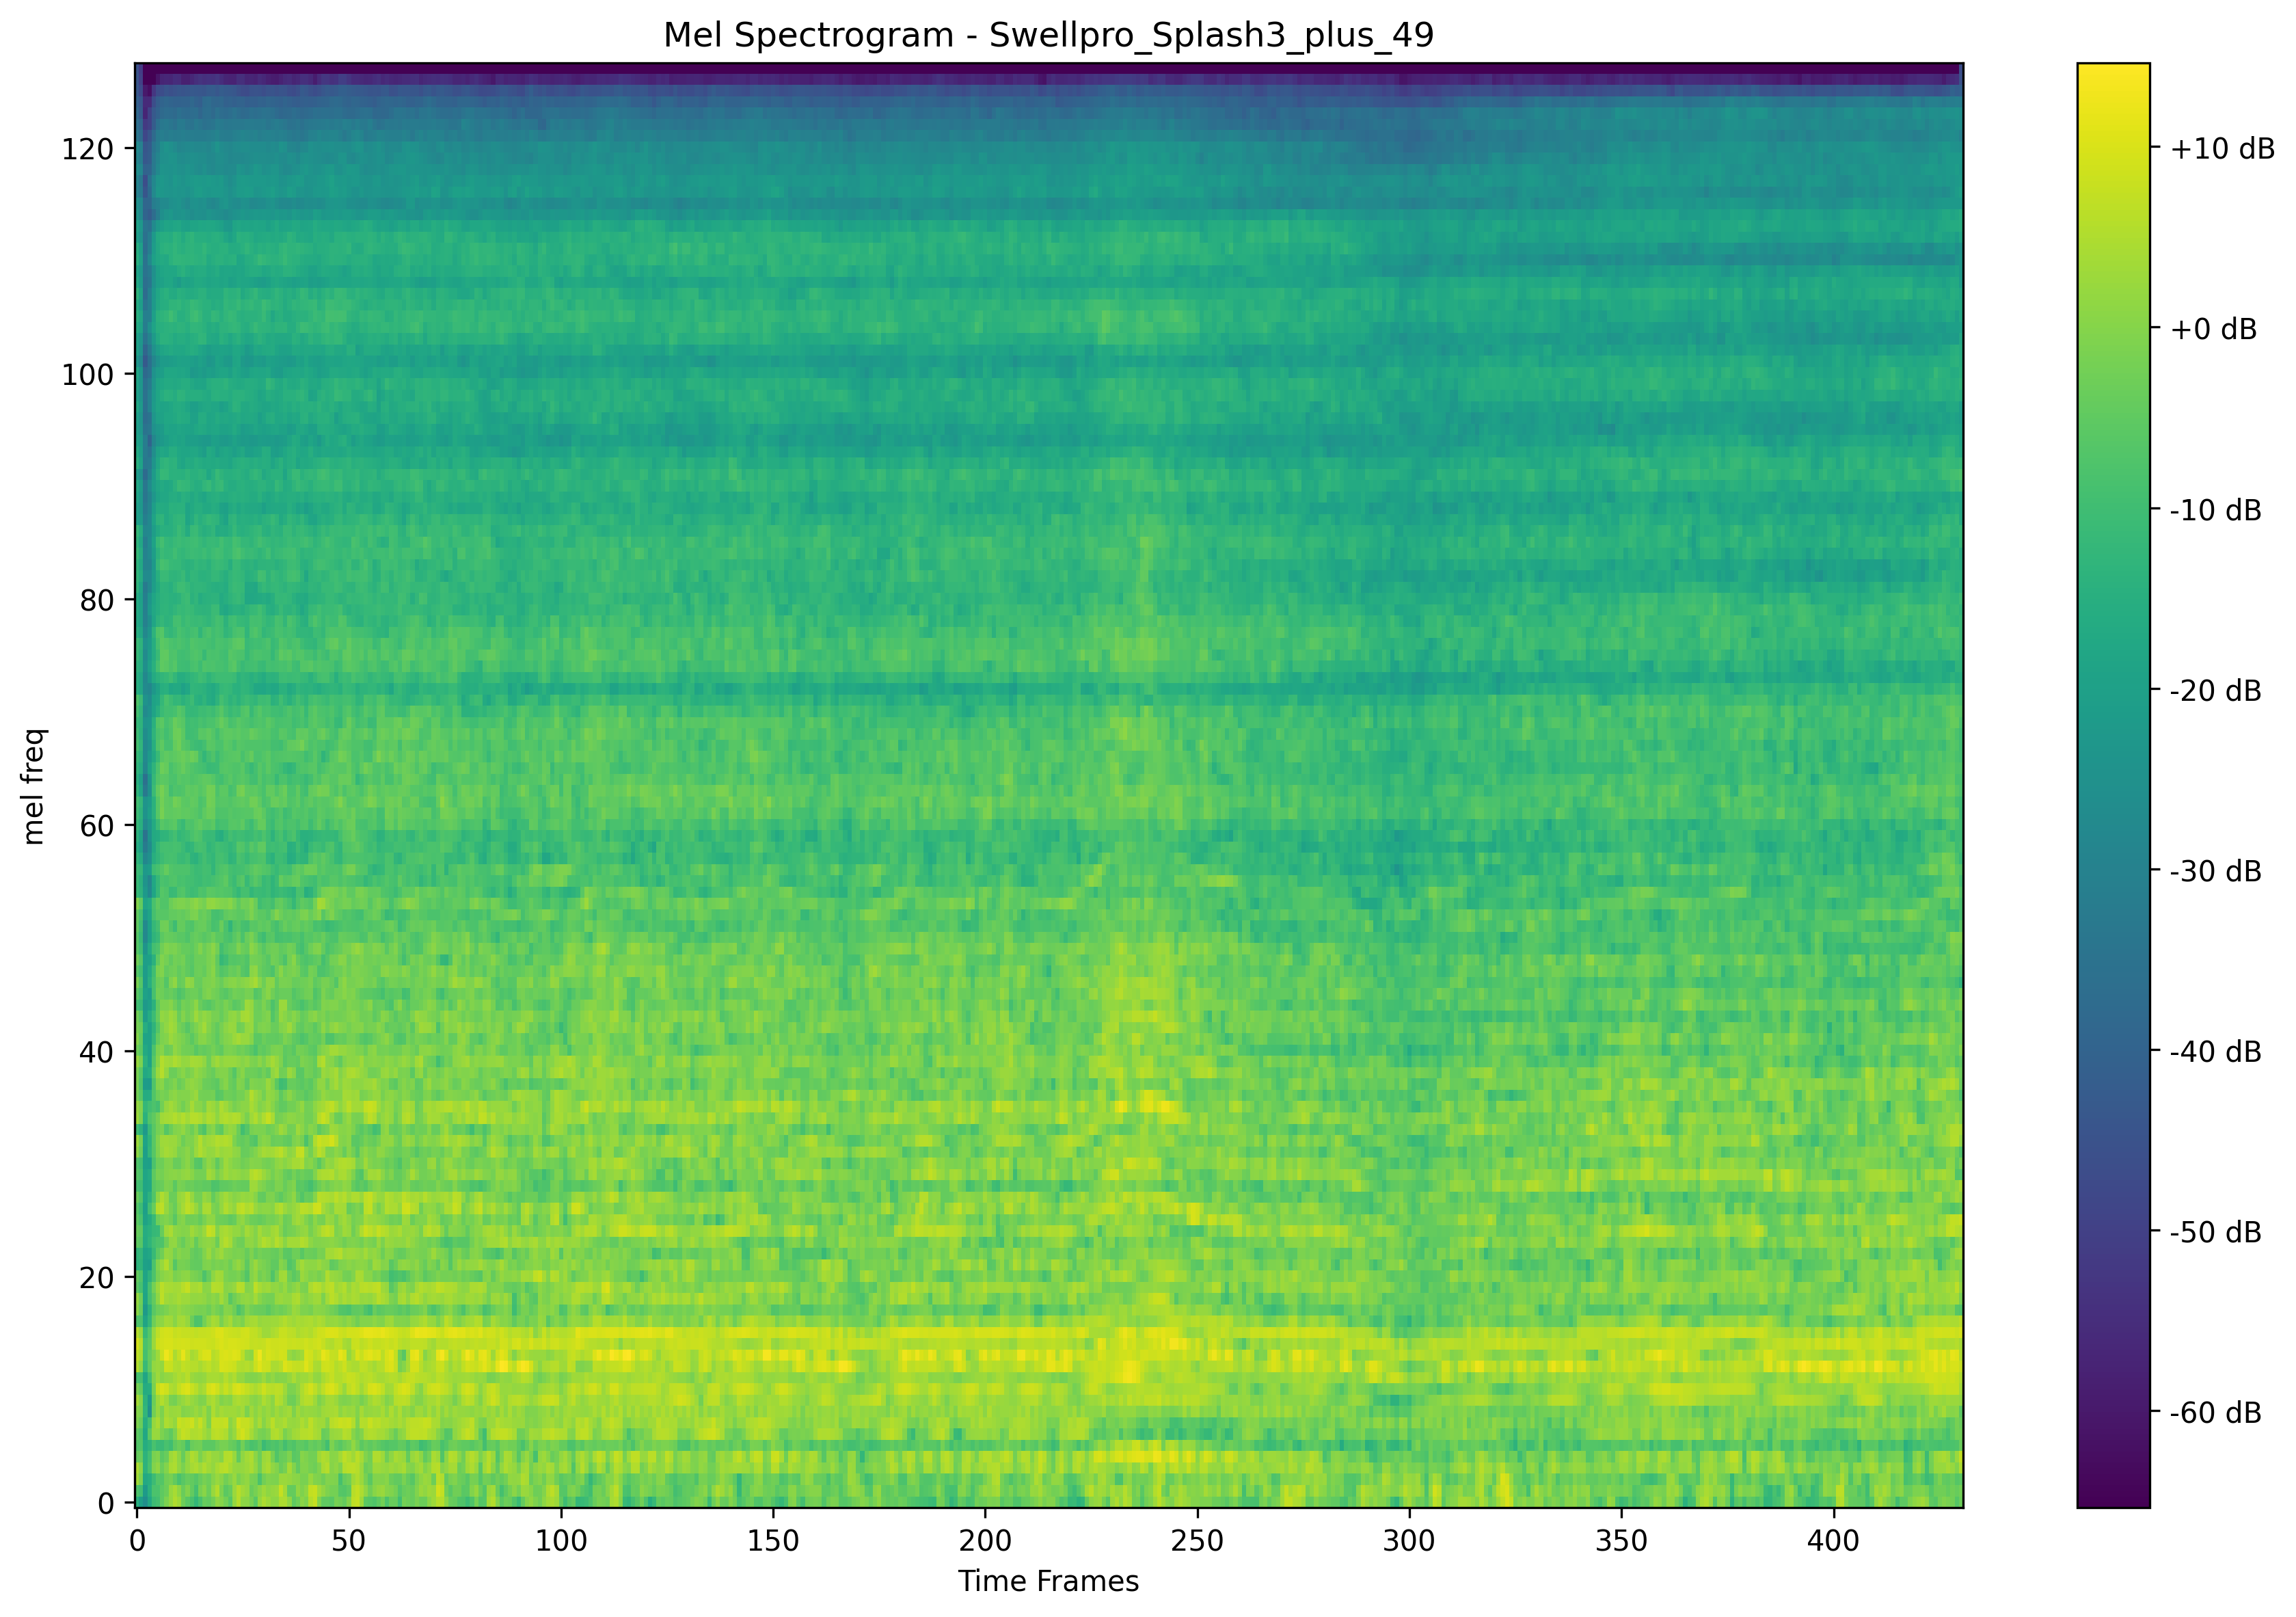 Mel Spectrogram - Swellpro_Splash3_plus_49
mel freq
120
100
80
60
40
20
0
0 50 100 150 200 250 300 350 400
Time Frames
+10 dB
+0 dB
-10 dB
-20 dB
-30 dB
-40 dB
-50 dB
-60 dB